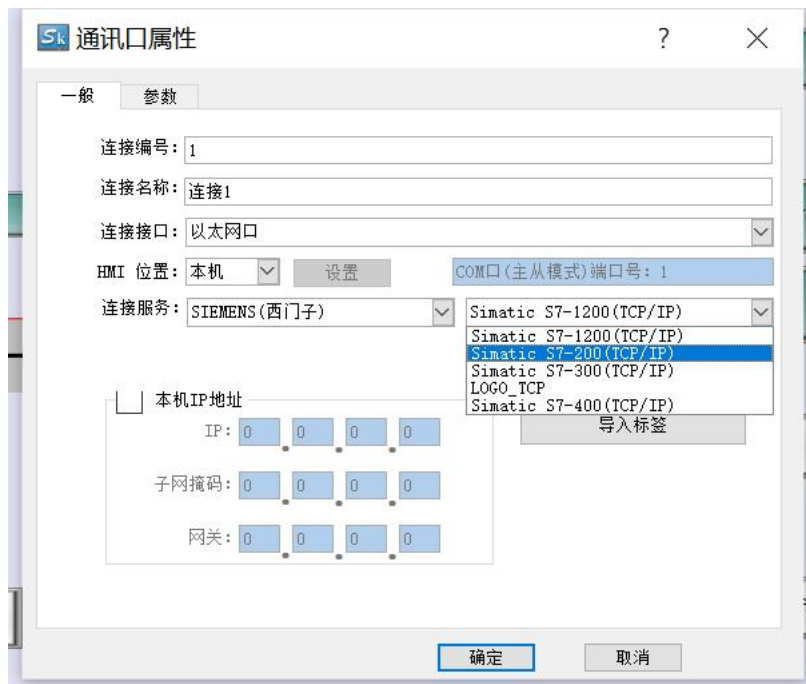 Sk 通讯口属性 ?
一般 参数
连接编号: 1
连接名称: 连接1
连接接口: 以太网口
HMI 位置: 本机 设置 COM口(主从模式)端口号: 1
连接服务: SIEMENS(西门子) Simatic S7-1200(TCP/IP)
Simatic S7-1200(TCP/IP)
Simatic S7-200(TCP/IP)
Simatic S7-300(TCP/IP)
LOGO_TCP
Simatic S7-400(TCP/IP)
导入标签
本机IP地址
IP: 0 . 0 . 0 . 0
子网掩码: 0 . 0 . 0 . 0
网关: 0 . 0 . 0 . 0
确定 取消